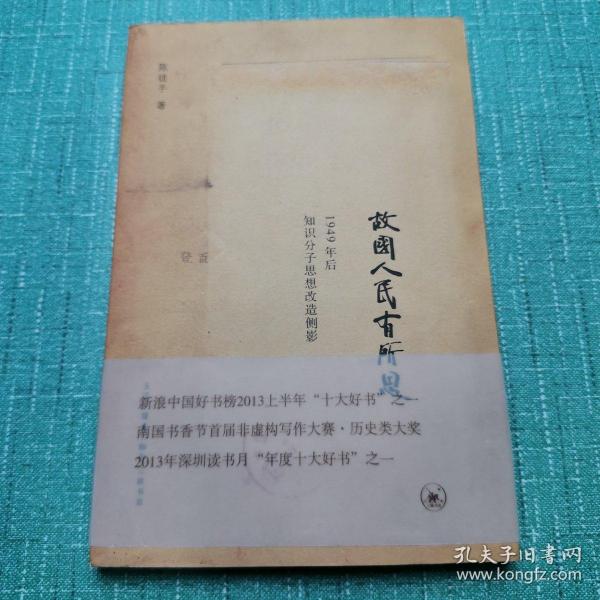 陈徒手 著
故國人民有所思
1949年后
知识分子思想改造侧影
新浪中国好书榜2013上半年“十大好书”之一
南国书香节首届非虚构写作大赛·历史类大奖
2013年深圳读书月“年度十大好书”之一
孔夫子旧书网
www.kongfz.com